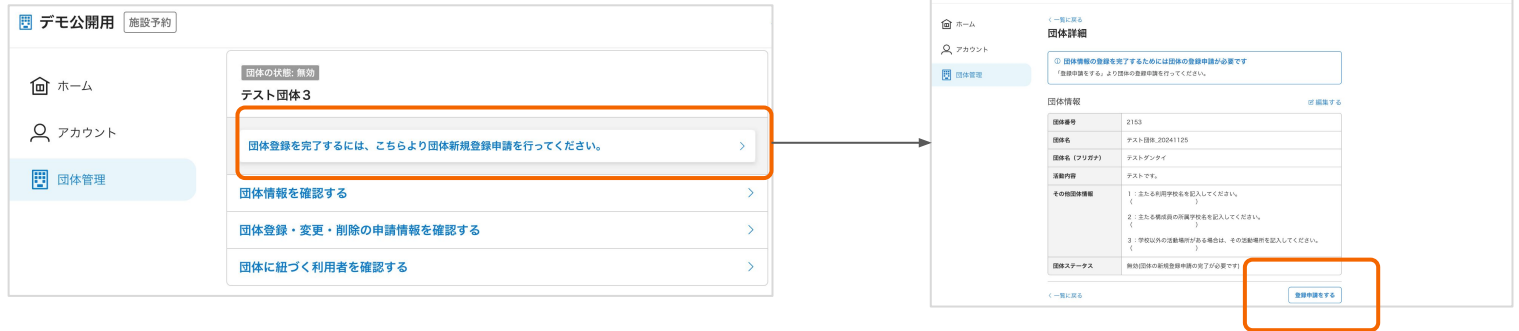 デモ公開用 施設予約
ホーム
アカウント
団体管理
団体の状態: 無効
テスト団体３
団体登録を完了するには、こちらより団体新規登録申請を行ってください。
団体情報を確認する
団体登録・変更・削除の申請情報を確認する
団体に紐づく利用者を確認する
ホーム
アカウント
団体管理
一覧に戻る
団体詳細
団体情報の登録を完了するためには団体の登録申請が必要です
「登録申請をする」より団体の登録申請を行ってください。
団体情報 編集する
団体番号 2153
団体名 テスト団体_20241125
団体名（フリガナ） テストダンタイ
活動内容 テストです。
その他団体情報 1：主たる利用学校名を記入してください。
（ ）
2：主たる構成員の所属学校名を記入してください。
（ ）
3：学校以外の活動場所がある場合は、その活動場所を記入してください。
（ ）
団体ステータス 無効(団体の新規登録申請の完了が必要です)
一覧に戻る 登録申請をする